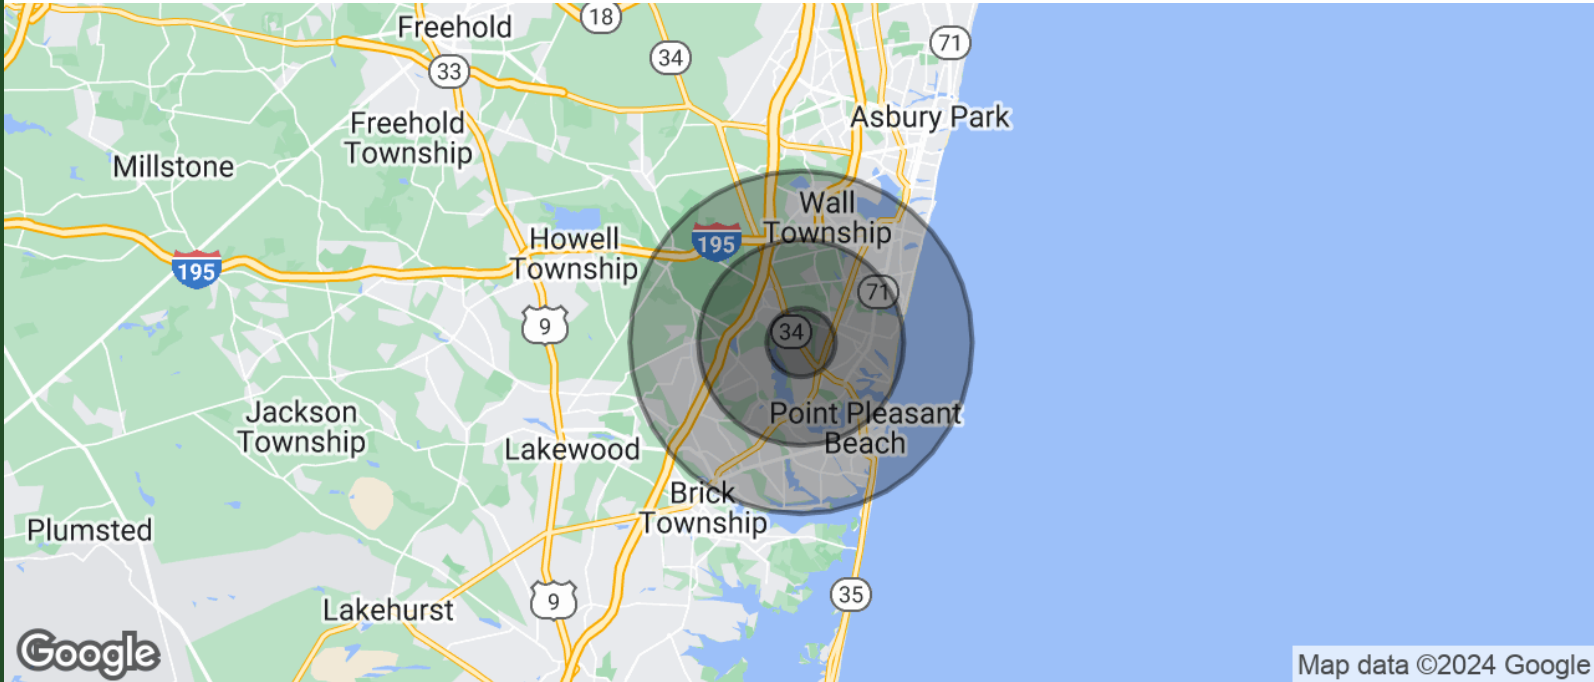 18
Freehold
34
71
33
Asbury Park
Freehold
Township
Millstone
Wall
Township
Howell
Township
195
195
71
9
34
Jackson
Township
Point Pleasant
Beach
Lakewood
Brick
Township
Plumsted
35
9
Lakehurst
Google
Map data ©2024 Google